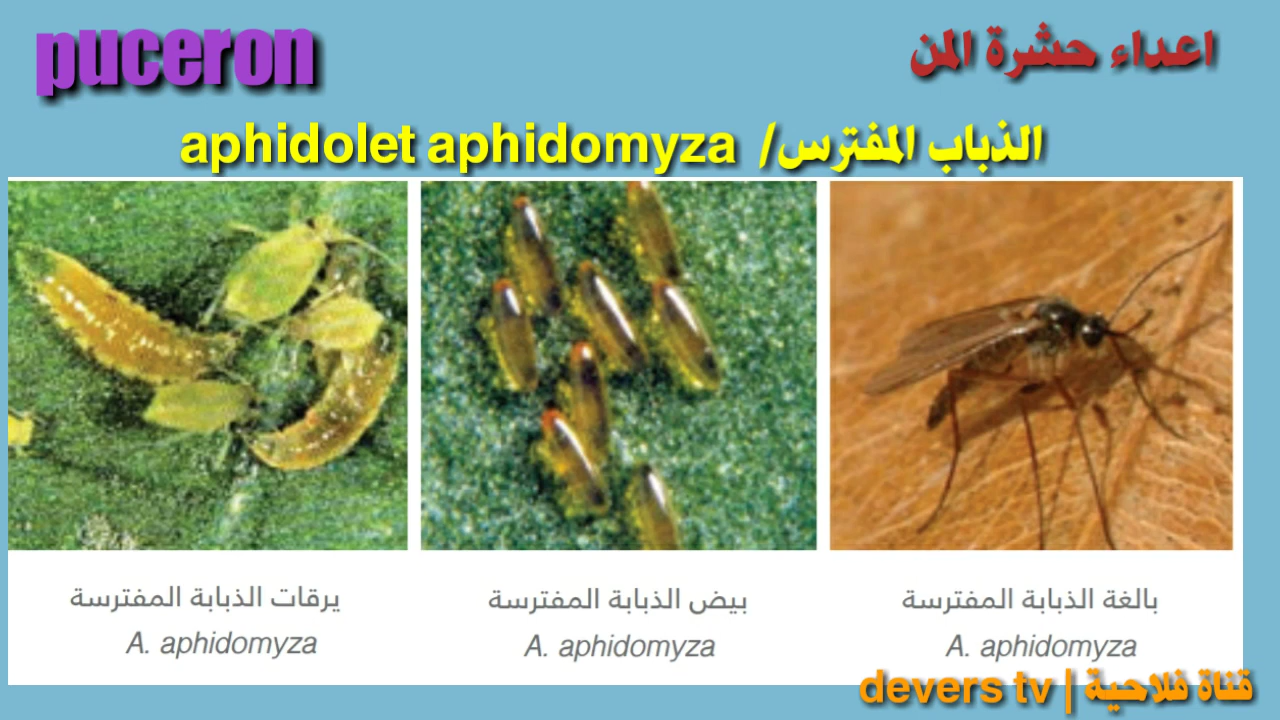 puceron
اعداء حشرة المن
الذباب المفترس/ aphidolet aphidomyza
بالغة الذبابة المفترسة
A. aphidomyza
بيض الذبابة المفترسة
A. aphidomyza
يرقات الذبابة المفترسة
A. aphidomyza
قناة فلاحية | devers tv